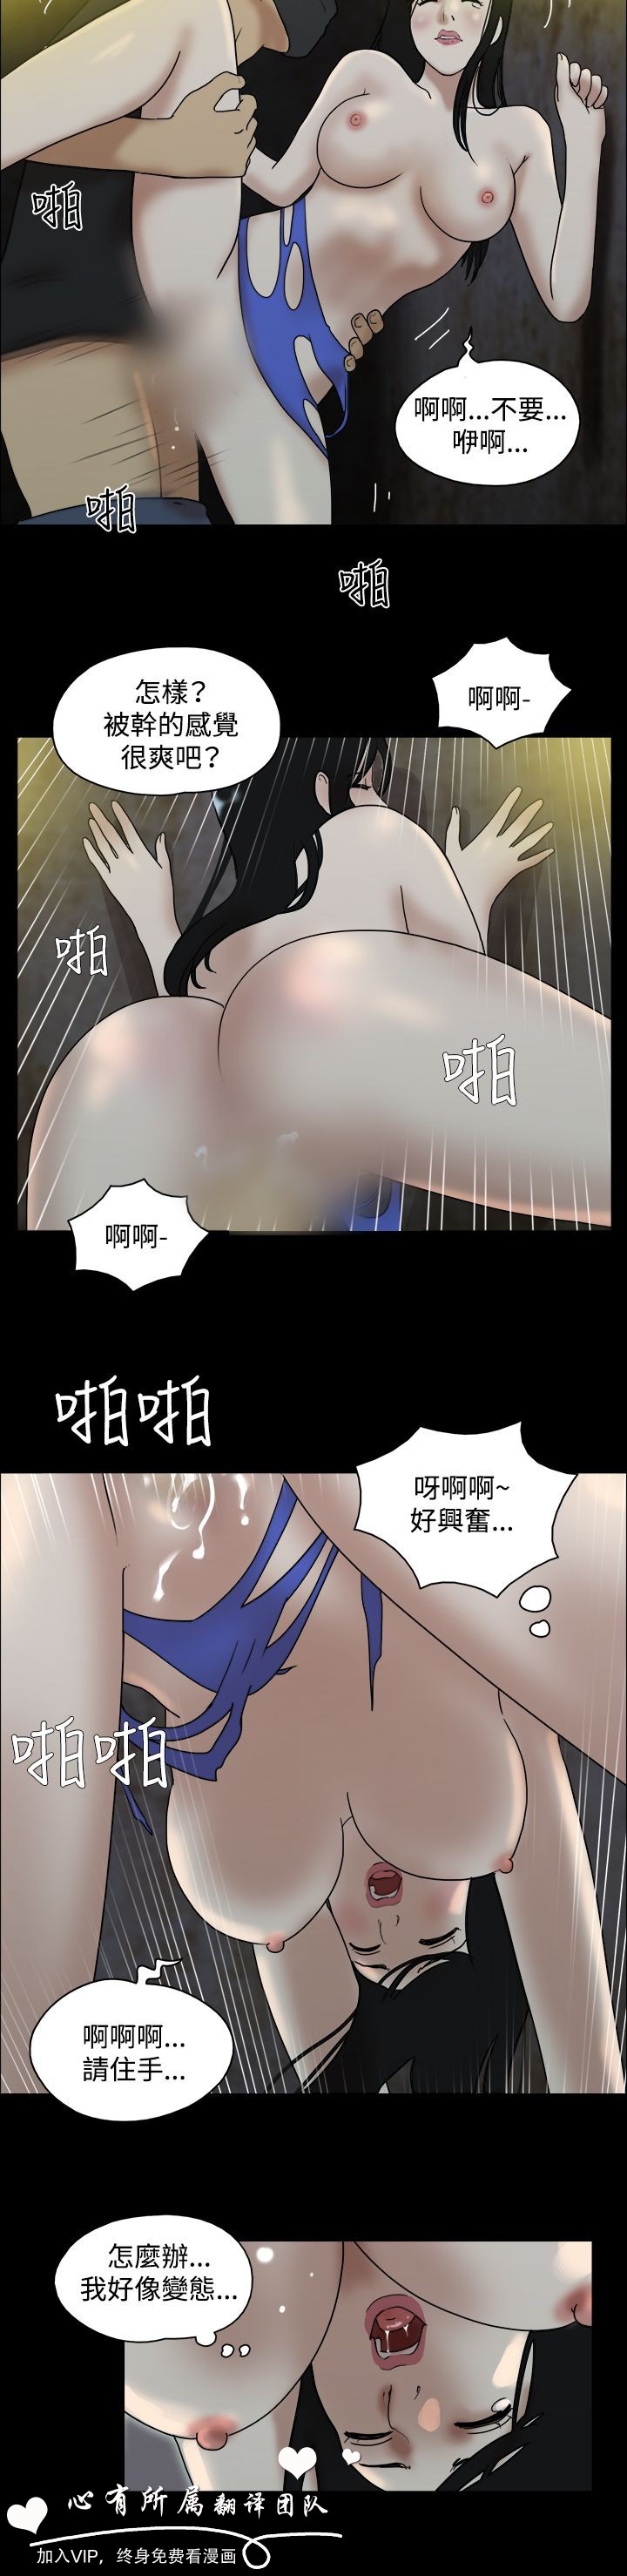 啪
啊啊…不要…
咿啊…
啪
啪
啊啊-
怎樣？
被幹的感覺
很爽吧？
啪
啪
啊啊-
啪啪
呀啊啊~
好興奮…
啪啪
啊啊啊…
請住手…
怎麼辦…
我好像變態…
心有所属翻译团队
加入VIP，终身免费看漫画